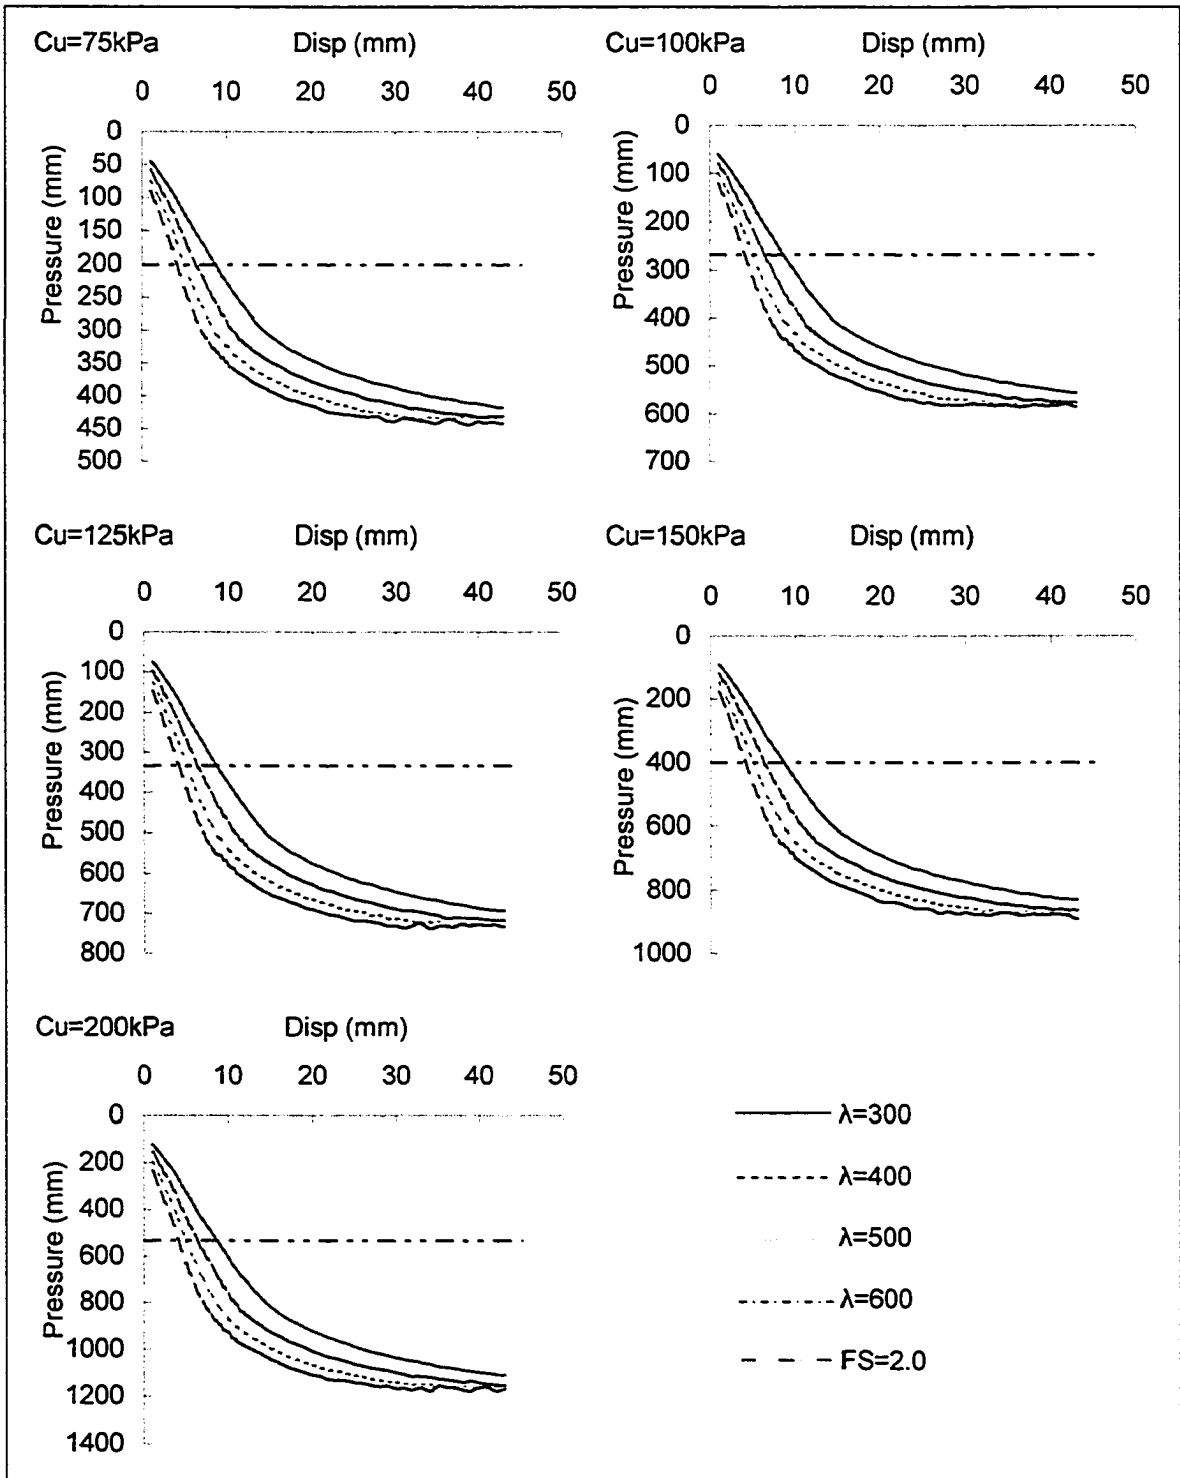 Cu=75kPa Disp (mm)
0 10 20 30 40 50
0
50
100
150
200
250
300
350
400
450
500
Pressure (mm)
Cu=100kPa Disp (mm)
0 10 20 30 40 50
0
100
200
300
400
500
600
700
Pressure (mm)
Cu=125kPa Disp (mm)
0 10 20 30 40 50
0
100
200
300
400
500
600
700
800
Pressure (mm)
Cu=150kPa Disp (mm)
0 10 20 30 40 50
0
200
400
600
800
1000
Pressure (mm)
Cu=200kPa Disp (mm)
0 10 20 30 40 50
0
200
400
600
800
1000
1200
1400
Pressure (mm)
λ=300
λ=400
λ=500
λ=600
FS=2.0